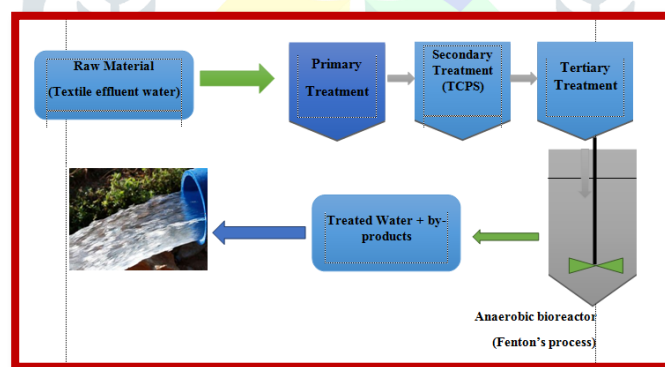 Raw Material
(Textile effluent water)
Primary
Treatment
Secondary
Treatment
(TCPS)
Tertiary
Treatment
Treated Water + by-
products
Anaerobic bioreactor
(Fenton's process)